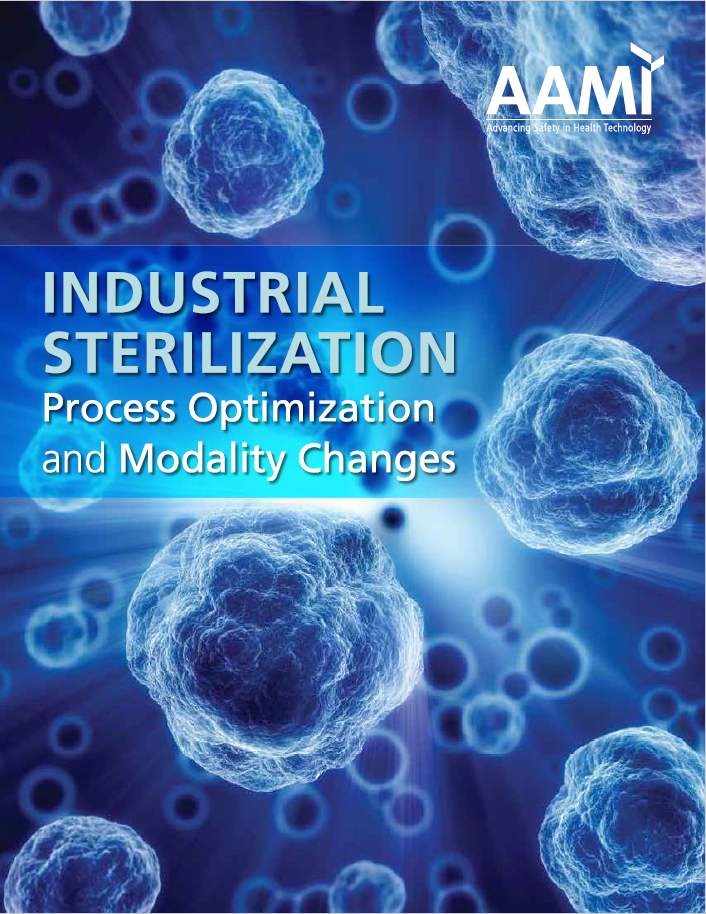 AAMI
Advancing Safety in Health Technology
INDUSTRIAL
STERILIZATION
Process Optimization
and Modality Changes